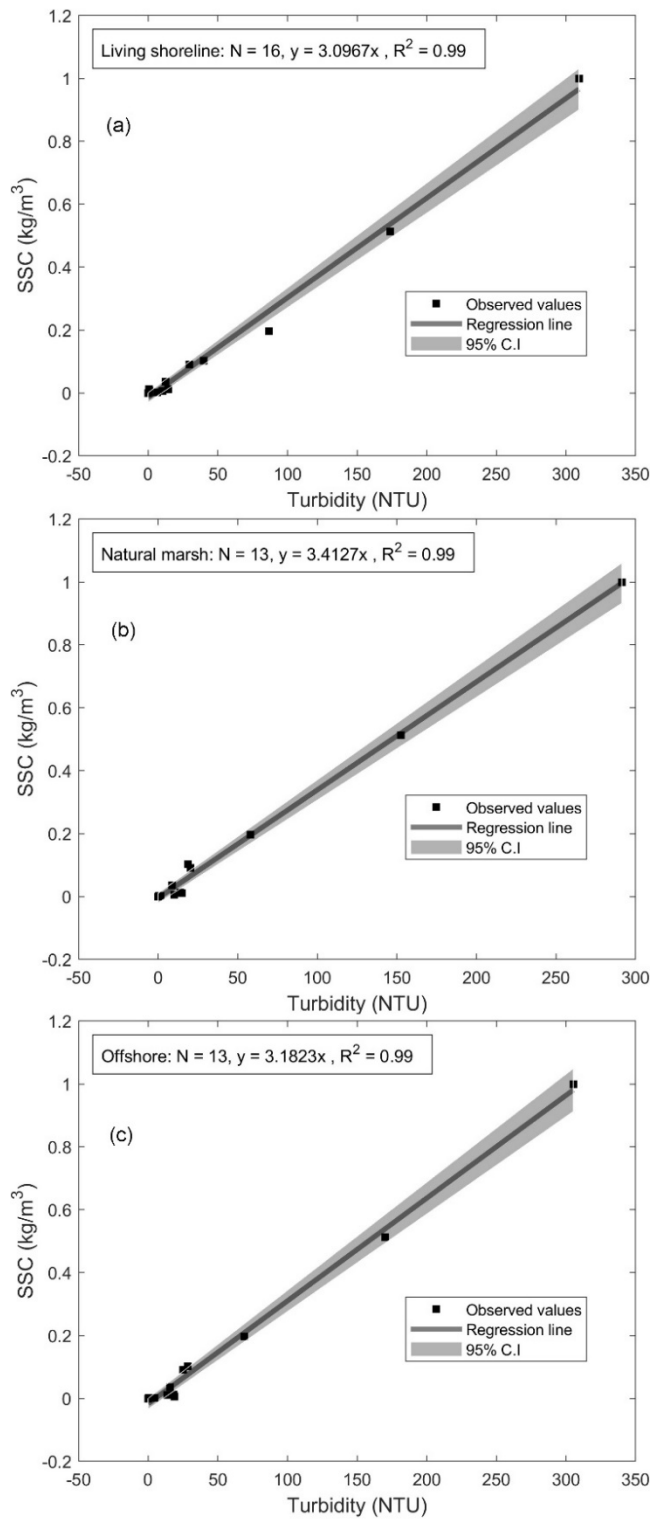 1.2
Living shoreline: N = 16, y = 3.0967x , R² = 0.99
1
(a)
0.8
0.6
SSC (kg/m³)
0.4
Observed values
Regression line
95% C.I
0.2
0
-0.2
-50 0 50 100 150 200 250 300 350
Turbidity (NTU)
1.2
Natural marsh: N = 13, y = 3.4127x , R² = 0.99
1
(b)
0.8
0.6
SSC (kg/m³)
0.4
Observed values
Regression line
95% C.I
0.2
0
-0.2
-50 0 50 100 150 200 250 300
Turbidity (NTU)
1.2
Offshore: N = 13, y = 3.1823x , R² = 0.99
1
(c)
0.8
0.6
SSC (kg/m³)
0.4
Observed values
Regression line
95% C.I
0.2
0
-0.2
-50 0 50 100 150 200 250 300 350
Turbidity (NTU)